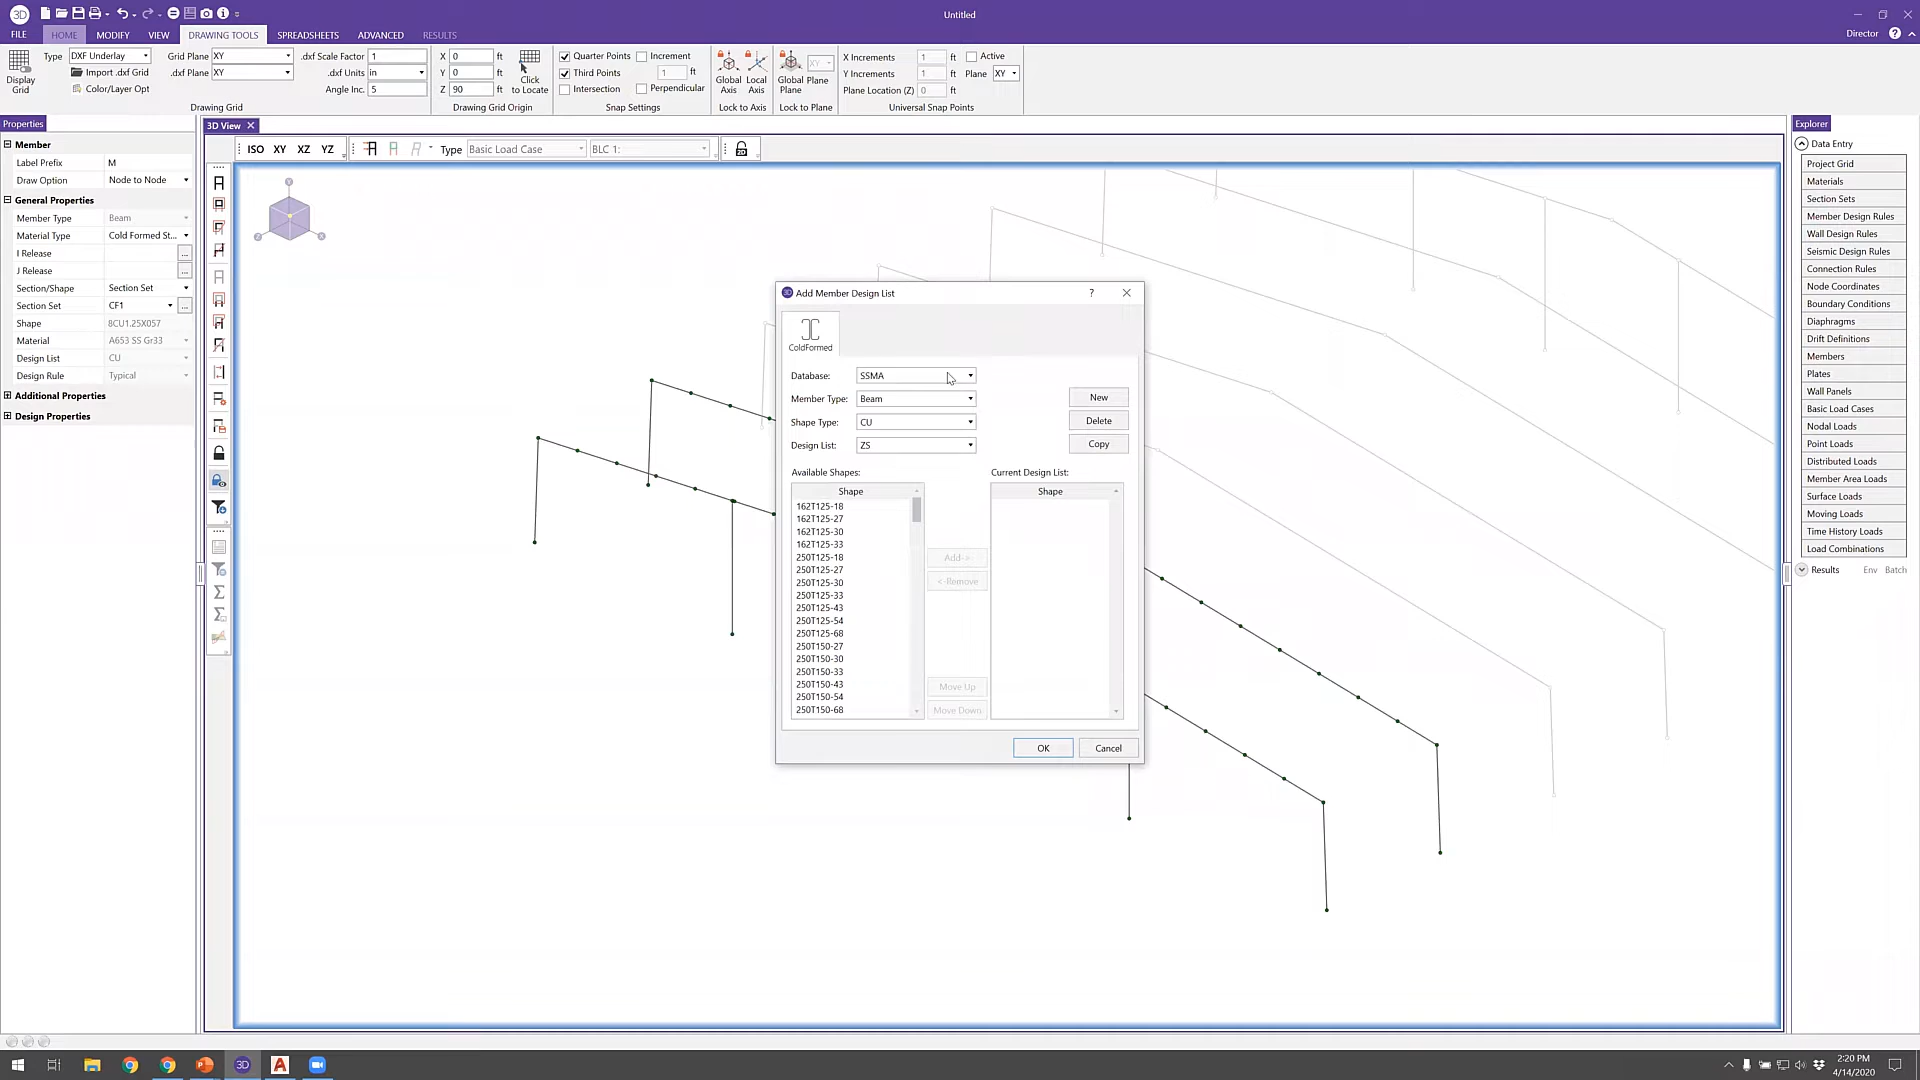 3D
Untitled
FILE
HOME
MODIFY
VIEW
DRAWING TOOLS
SPREADSHEETS
ADVANCED
RESULTS
Director
Display Grid
Type DXF Underlay
Import .dxf Grid
Color/Layer Opt
Grid Plane XY
.dxf Plane XY
.dxf Scale Factor 1
.dxf Units in
Angle Inc. 5
Drawing Grid
X 0 ft
Y 0 ft
Z 90 ft
Click to Locate
Drawing Grid Origin
Quarter Points
Third Points
Intersection
Increment
1 ft
Perpendicular
Snap Settings
Global Axis
Local Axis
Lock to Axis
Global Plane
XY
Plane
Lock to Plane
X Increments 1 ft
Y Increments 1 ft
Plane Location (Z) 0 ft
Active
Plane XY
Universal Snap Points
Properties
Member
Label Prefix M
Draw Option Node to Node
General Properties
Member Type Beam
Material Type Cold Formed St...
I Release ...
J Release ...
Section/Shape Section Set
Section Set CF1 ...
Shape 8CU1.25X057
Material A653 SS Gr33
Design List CU
Design Rule Typical
Additional Properties
Design Properties
3D View
ISO XY XZ YZ
Type Basic Load Case BLC 1:
Add Member Design List
?
ColdFormed
Database: SSMA
Member Type: Beam
Shape Type: CU
Design List: ZS
New
Delete
Copy
Available Shapes:
Shape
162T125-18
162T125-27
162T125-30
162T125-33
250T125-18
250T125-27
250T125-30
250T125-33
250T125-43
250T125-54
250T125-68
250T150-27
250T150-30
250T150-33
250T150-43
250T150-54
250T150-68
Add->
<-Remove
Move Up
Move Down
Current Design List:
Shape
OK
Cancel
Explorer
Data Entry
Project Grid
Materials
Section Sets
Member Design Rules
Wall Design Rules
Seismic Design Rules
Connection Rules
Node Coordinates
Boundary Conditions
Diaphragms
Drift Definitions
Members
Plates
Wall Panels
Basic Load Cases
Nodal Loads
Point Loads
Distributed Loads
Member Area Loads
Surface Loads
Moving Loads
Time History Loads
Load Combinations
Results Env Batch
2:20 PM
4/14/2020